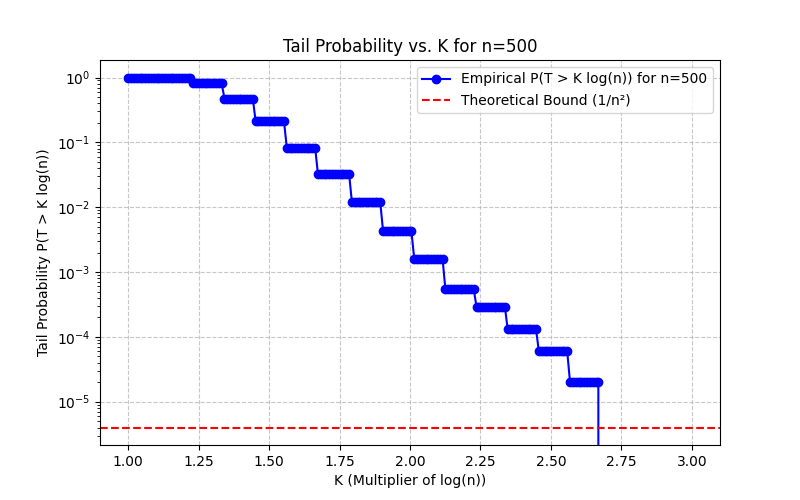 Tail Probability vs. K for n=500
Tail Probability P(T > K log(n))
10⁰
10⁻¹
10⁻²
10⁻³
10⁻⁴
10⁻⁵
Empirical P(T > K log(n)) for n=500
Theoretical Bound (1/n²)
1.00 1.25 1.50 1.75 2.00 2.25 2.50 2.75 3.00
K (Multiplier of log(n))